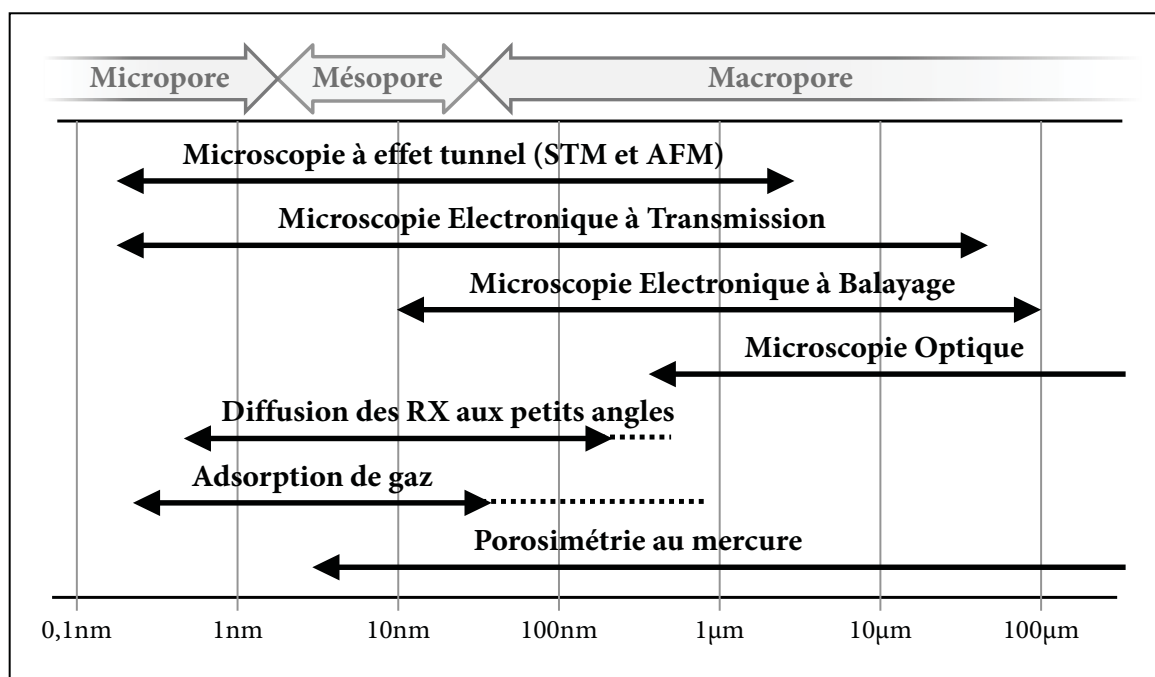 Micropore Mésopore Macropore
Microscopie à effet tunnel (STM et AFM)
Microscopie Electronique à Transmission
Microscopie Electronique à Balayage
Microscopie Optique
Diffusion des RX aux petits angles
Adsorption de gaz
Porosimétrie au mercure
0,1nm 1nm 10nm 100nm 1µm 10µm 100µm